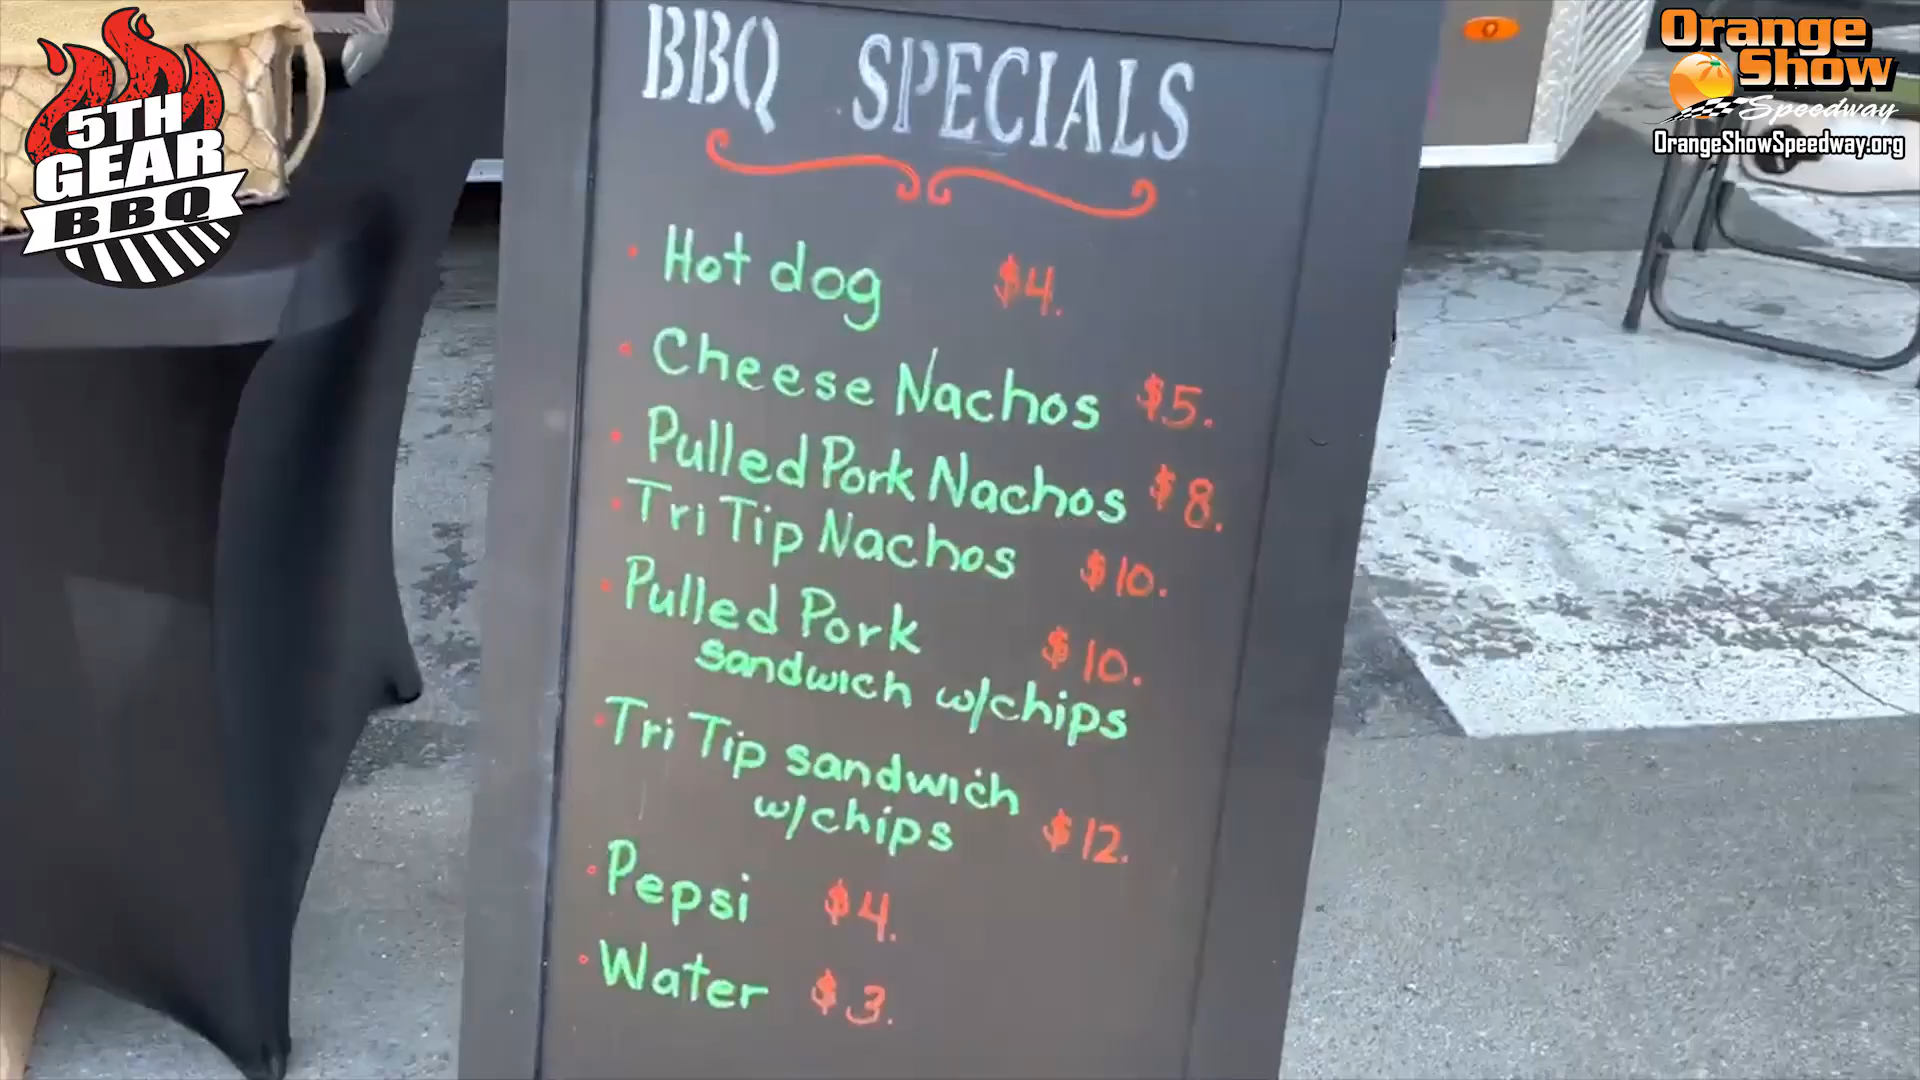 5TH
GEAR
BBQ
Orange
Show
Speedway
OrangeShowSpeedway.org
BBQ SPECIALS
• Hot dog $4.
• Cheese Nachos $5.
• Pulled Pork Nachos $8.
• Tri Tip Nachos $10.
• Pulled Pork $10.
sandwich w/chips
• Tri Tip sandwich
w/chips $12.
• Pepsi $4.
• Water $3.